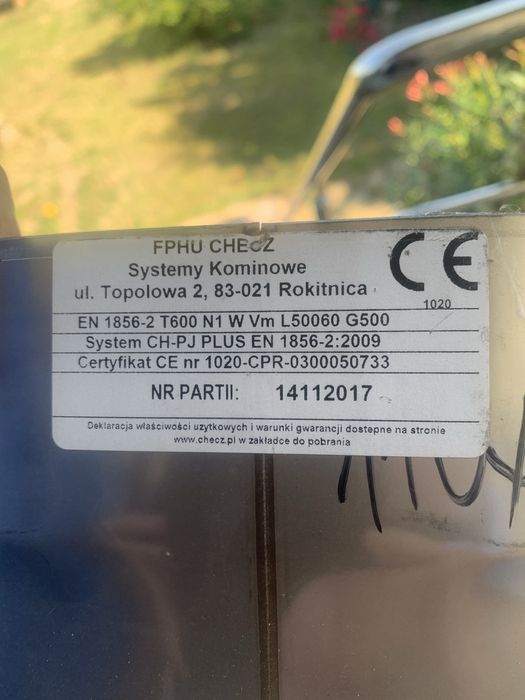 FPHU CHECZ
Systemy Kominowe
ul. Topolowa 2, 83-021 Rokitnica
CE
1020
EN 1856-2 T600 N1 W Vm L50060 G500
System CH-PJ PLUS EN 1856-2:2009
Certyfikat CE nr 1020-CPR-0300050733
NR PARTII: 14112017
Deklaracja właściwości uzytkowych i warunki gwarancji dostępne na stronie
www.checz.pl w zakładce do pobrania